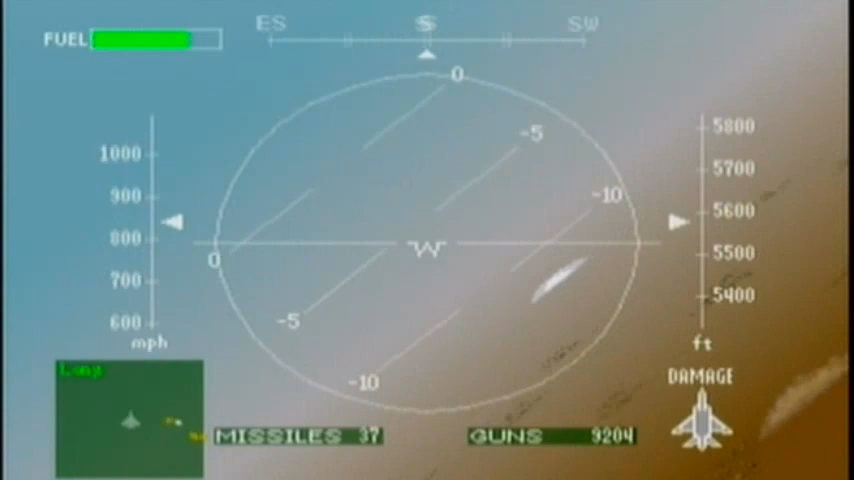 ES S SW
FUEL
0
1000 -5 5800
900 -10 5700
800 5600
0 5500
700 5400
600 -5
mph ft
Long -10 DAMAGE
MISSILES 37 GUNS 9204